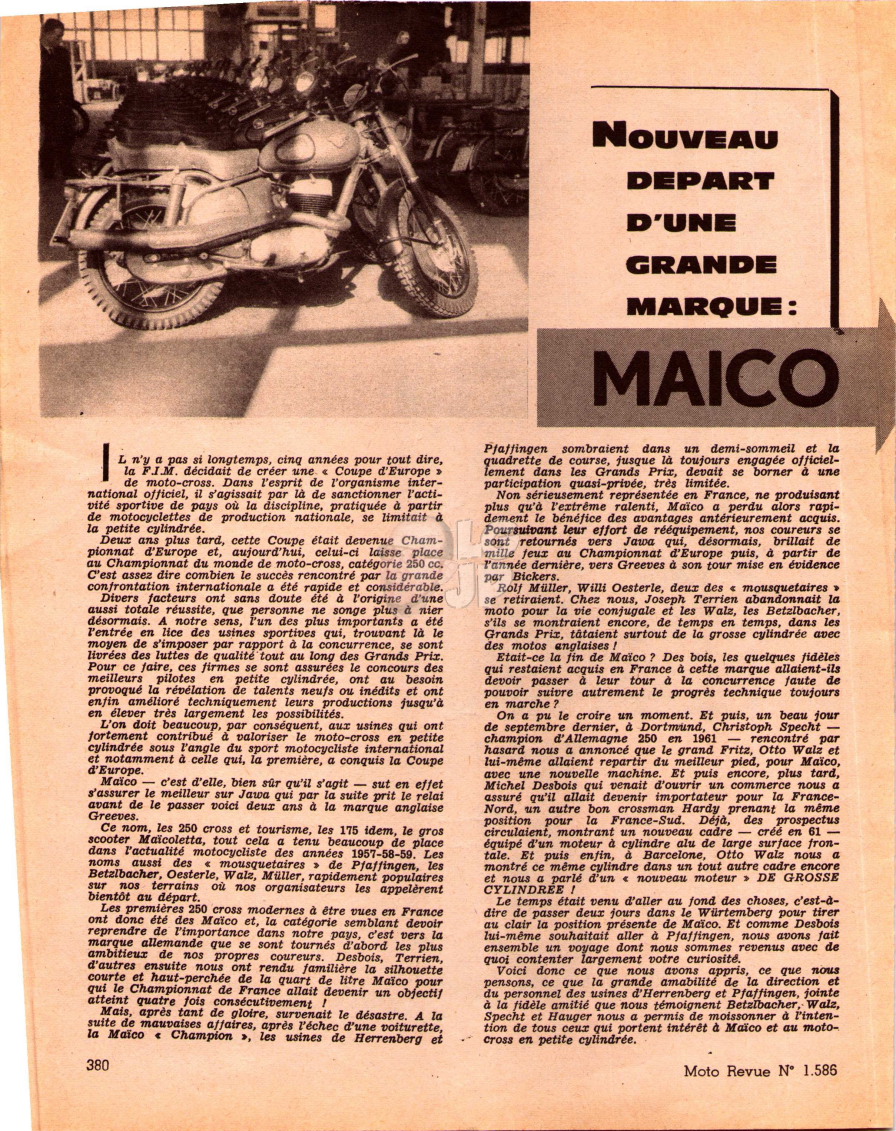 NOUVEAU
DEPART
D'UNE
GRANDE
MARQUE :
MAICO
IL n'y a pas si longtemps, cinq années pour tout dire,
la F.I.M. décidait de créer une « Coupe d'Europe »
de moto-cross. Dans l'esprit de l'organisme inter-
national officiel, il s'agissait par là de sanctionner l'acti-
vité sportive de pays où la discipline, pratiquée à partir
de motocyclettes de production nationale, se limitait à
la petite cylindrée.
Deux ans plus tard, cette Coupe était devenue Cham-
pionnat d'Europe et, aujourd'hui, celui-ci laisse place
au Championnat du monde de moto-cross, catégorie 250 cc.
C'est assez dire combien le succès rencontré par la grande
confrontation internationale a été rapide et considérable.
Divers facteurs ont sans doute été à l'origine d'une
aussi totale réussite, que personne ne songe plus à nier
désormais. A notre sens, l'un des plus importants a été
l'entrée en lice des usines sportives qui, trouvant là le
moyen de s'imposer par rapport à la concurrence, se sont
livrées des luttes de qualité tout au long des Grands Prix.
Pour ce faire, ces firmes se sont assurées le concours des
meilleurs pilotes en petite cylindrée, ont au besoin
provoqué la révélation de talents neufs ou inédits et ont
enfin amélioré techniquement leurs productions jusqu'à
en élever très largement les possibilités.
L'on doit beaucoup, par conséquent, aux usines qui ont
fortement contribué à valoriser le moto-cross en petite
cylindrée sous l'angle du sport motocycliste international
et notamment à celle qui, la première, a conquis la Coupe
d'Europe.
Maïco — c'est d'elle, bien sûr qu'il s'agit — sut en effet
s'assurer le meilleur sur Jawa qui par la suite prit le relai
avant de le passer voici deux ans à la marque anglaise
Greeves.
Ce nom, les 250 cross et tourisme, les 175 idem, le gros
scooter Maïcoletta, tout cela a tenu beaucoup de place
dans l'actualité motocycliste des années 1957-58-59. Les
noms aussi des « mousquetaires » de Pfaffingen, les
Betzlbacher, Oesterle, Walz, Müller, rapidement populaires
sur nos terrains où nos organisateurs les appelèrent
bientôt au départ.
Les premières 250 cross modernes à être vues en France
ont donc été des Maïco et, la catégorie semblant devoir
reprendre de l'importance dans notre pays, c'est vers la
marque allemande que se sont tournés d'abord les plus
ambitieux de nos propres coureurs. Desbois, Terrien,
d'autres ensuite nous ont rendu familière la silhouette
courte et haut-perchée de la quart de litre Maïco pour
qui le Championnat de France allait devenir un objectif
atteint quatre fois consécutivement !
Mais, après tant de gloire, survenait le désastre. A la
suite de mauvaises affaires, après l'échec d'une voiturette,
la Maïco « Champion », les usines de Herrenberg et
Pfaffingen sombraient dans un demi-sommeil et la
quadrette de course, jusque là toujours engagée officiel-
lement dans les Grands Prix, devait se borner à une
participation quasi-privée, très limitée.
Non sérieusement représentée en France, ne produisant
plus qu'à l'extrême ralenti, Maïco a perdu alors rapi-
dement le bénéfice des avantages antérieurement acquis.
Poursuivant leur effort de rééquipement, nos coureurs se
sont retournés vers Jawa qui, désormais, brillait de
mille feux au Championnat d'Europe puis, à partir de
l'année dernière, vers Greeves à son tour mise en évidence
par Bickers.
Rolf Müller, Willi Oesterle, deux des « mousquetaires »
se retiraient. Chez nous, Joseph Terrien abandonnait la
moto pour la vie conjugale et les Walz, les Betzlbacher,
s'ils se montraient encore, de temps en temps, dans les
Grands Prix, tâtaient surtout de la grosse cylindrée avec
des motos anglaises !
Etait-ce la fin de Maïco ? Des bois, les quelques fidèles
qui restaient acquis en France à cette marque allaient-ils
devoir passer à leur tour à la concurrence faute de
pouvoir suivre autrement le progrès technique toujours
en marche ?
On a pu le croire un moment. Et puis, un beau jour
de septembre dernier, à Dortmund, Christoph Specht —
champion d'Allemagne 250 en 1961 — rencontré par
hasard nous a annoncé que le grand Fritz, Otto Walz et
lui-même allaient repartir du meilleur pied, pour Maïco,
avec une nouvelle machine. Et puis encore, plus tard,
Michel Desbois qui venait d'ouvrir un commerce nous a
assuré qu'il allait devenir importateur pour la France-
Nord, un autre bon crossman Hardy prenant la même
position pour la France-Sud. Déjà, des prospectus
circulaient, montrant un nouveau cadre — créé en 61 —
équipé d'un moteur à cylindre alu de large surface fron-
tale. Et puis enfin, à Barcelone, Otto Walz nous a
montré ce même cylindre dans un tout autre cadre encore
et nous a parlé d'un « nouveau moteur » DE GROSSE
CYLINDREE !
Le temps était venu d'aller au fond des choses, c'est-à-
dire de passer deux jours dans le Würtemberg pour tirer
au clair la position présente de Maïco. Et comme Desbois
lui-même souhaitait aller à Pfaffingen, nous avons fait
ensemble un voyage dont nous sommes revenus avec de
quoi contenter largement votre curiosité.
Voici donc ce que nous avons appris, ce que nous
pensons, ce que la grande amabilité de la direction et
du personnel des usines d'Herrenberg et Pfaffingen, jointe
à la fidèle amitié que nous témoignent Betzlbacher, Walz,
Specht et Hauger nous a permis de moissonner à l'inten-
tion de tous ceux qui portent intérêt à Maïco et au moto-
cross en petite cylindrée.
380
Moto Revue N° 1.586